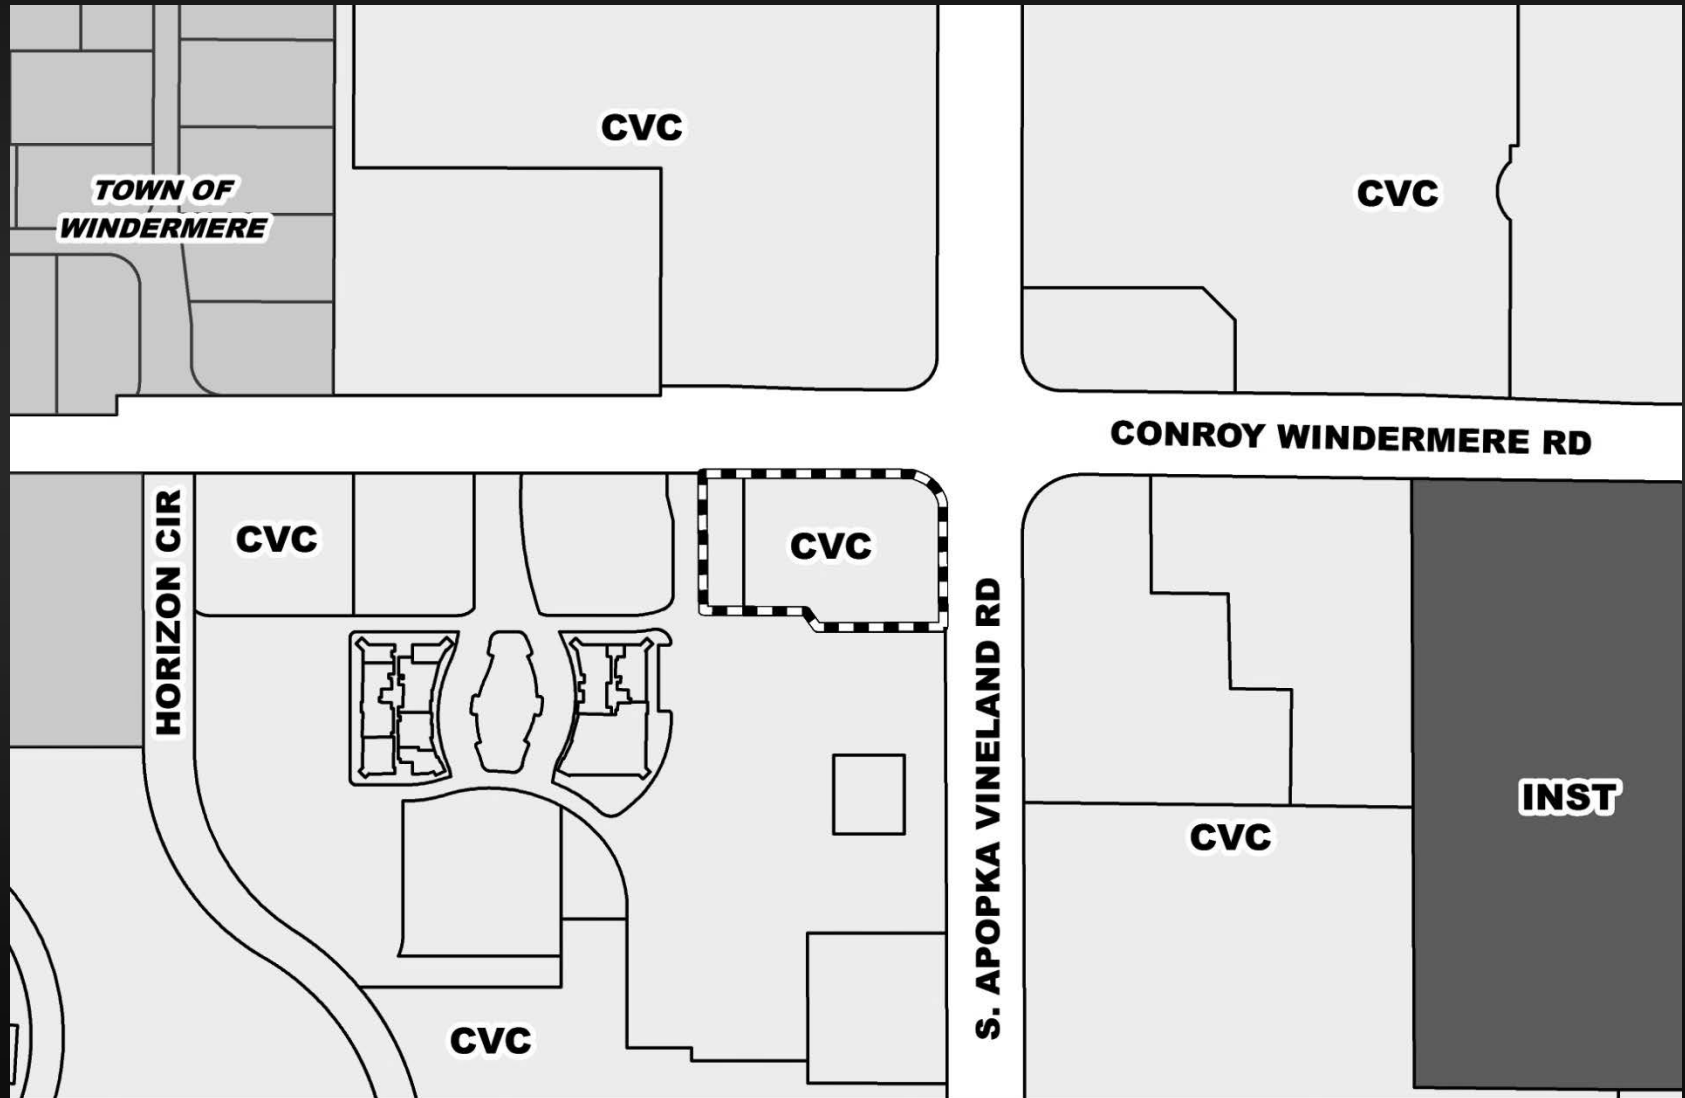 CVC
CVC
TOWN OF
WINDERMERE
CONROY WINDERMERE RD
HORIZON CIR
CVC
CVC
S. APOPKA VINELAND RD
INST
CVC
CVC